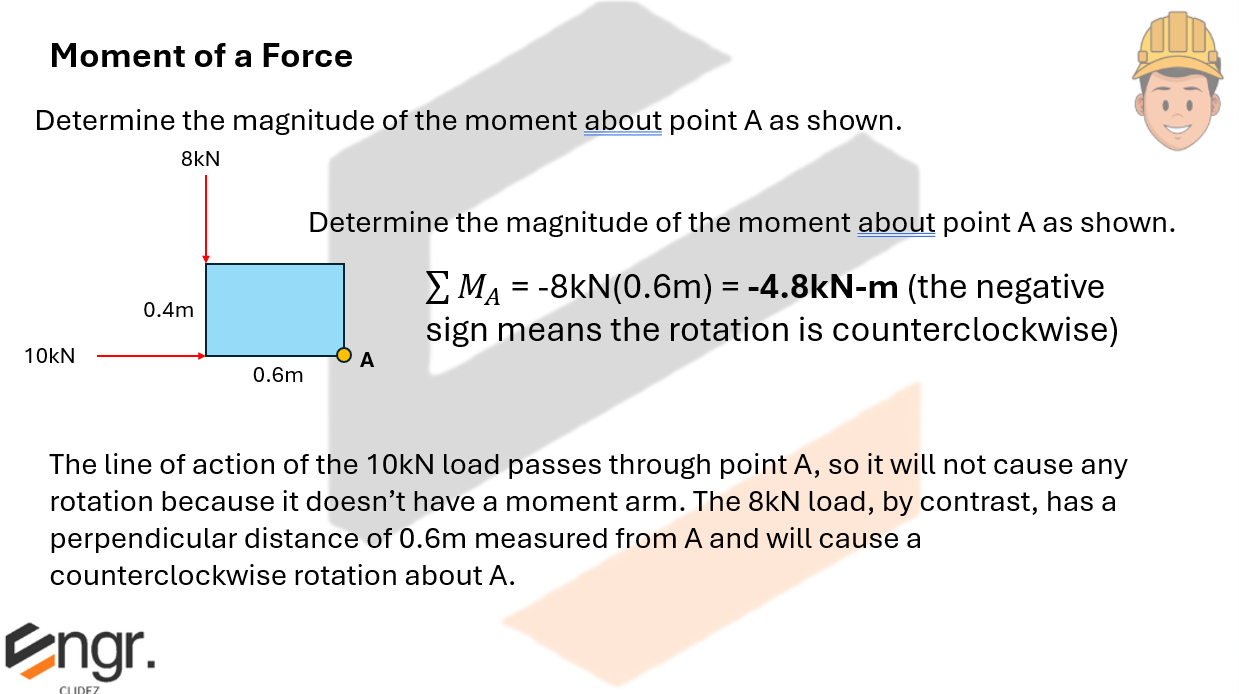 Moment of a Force
Determine the magnitude of the moment about point A as shown.
8kN
Determine the magnitude of the moment about point A as shown.
∑ M_A = -8kN(0.6m) = -4.8kN-m (the negative
sign means the rotation is counterclockwise)
0.4m
10kN
A
0.6m
The line of action of the 10kN load passes through point A, so it will not cause any
rotation because it doesn’t have a moment arm. The 8kN load, by contrast, has a
perpendicular distance of 0.6m measured from A and will cause a
counterclockwise rotation about A.
Engr.
CLIDEZ